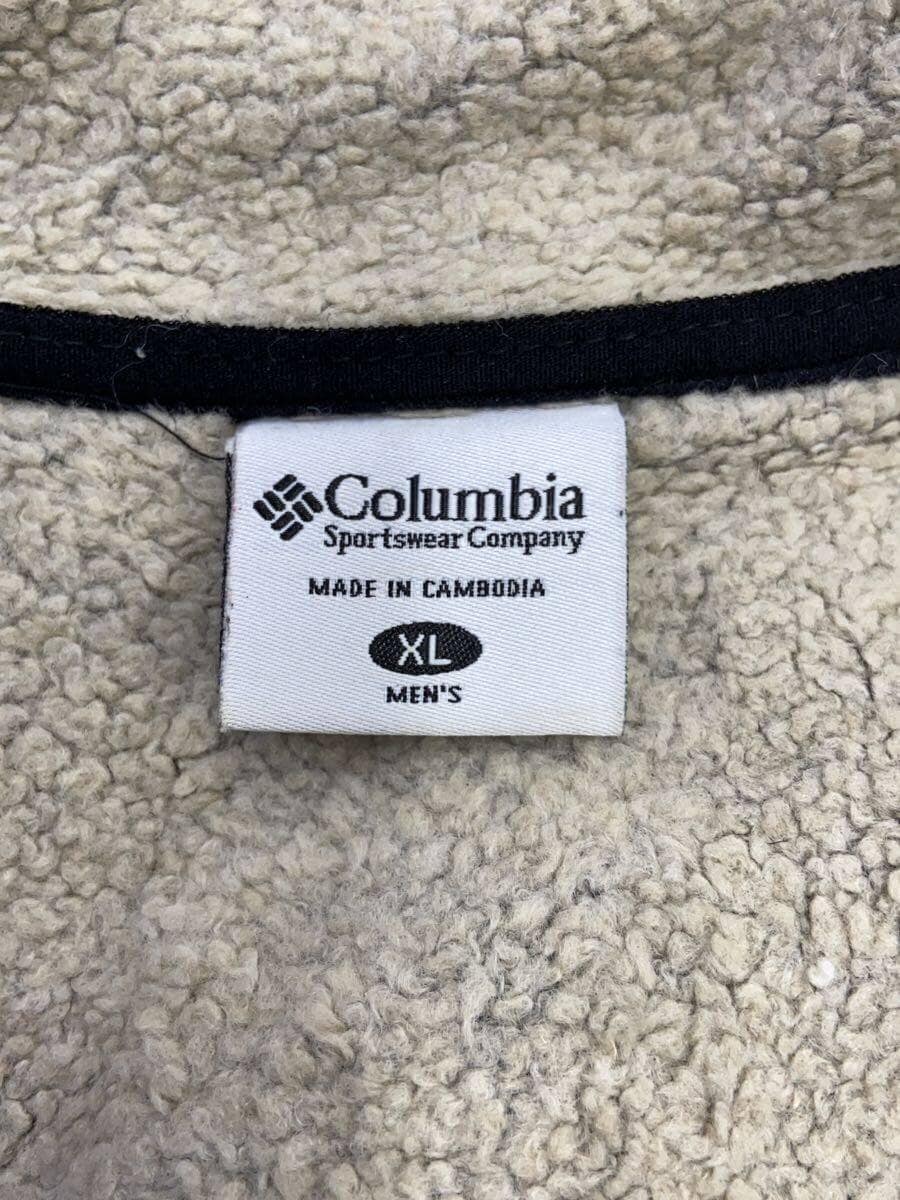 Columbia
Sportswear Company
MADE IN CAMBODIA
XL
MEN'S